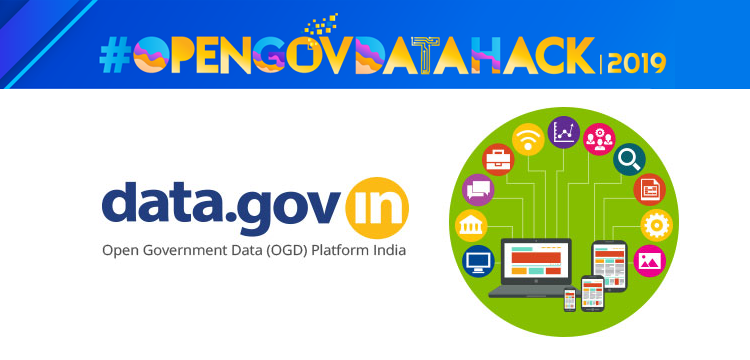 #OPENGOVDATAHACK|2019
data.gov in
Open Government Data (OGD) Platform India